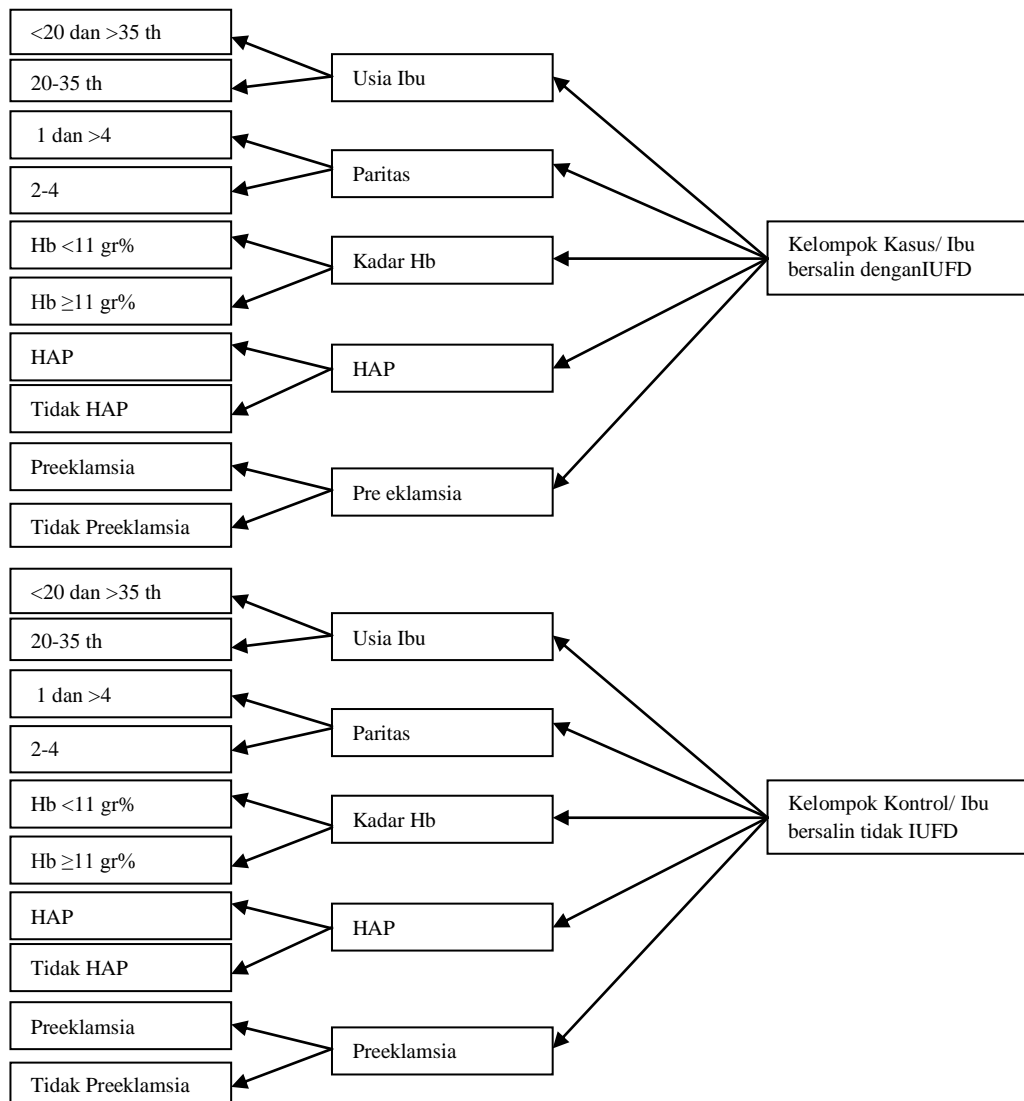 <20 dan >35 th
20-35 th
Usia Ibu
1 dan >4
2-4
Paritas
Hb <11 gr%
Hb ≥11 gr%
Kadar Hb
HAP
Tidak HAP
HAP
Preeklamsia
Tidak Preeklamsia
Pre eklamsia
Kelompok Kasus/ Ibu
bersalin denganIUFD
<20 dan >35 th
20-35 th
Usia Ibu
1 dan >4
2-4
Paritas
Hb <11 gr%
Hb ≥11 gr%
Kadar Hb
HAP
Tidak HAP
HAP
Preeklamsia
Tidak Preeklamsia
Preeklamsia
Kelompok Kontrol/ Ibu
bersalin tidak IUFD